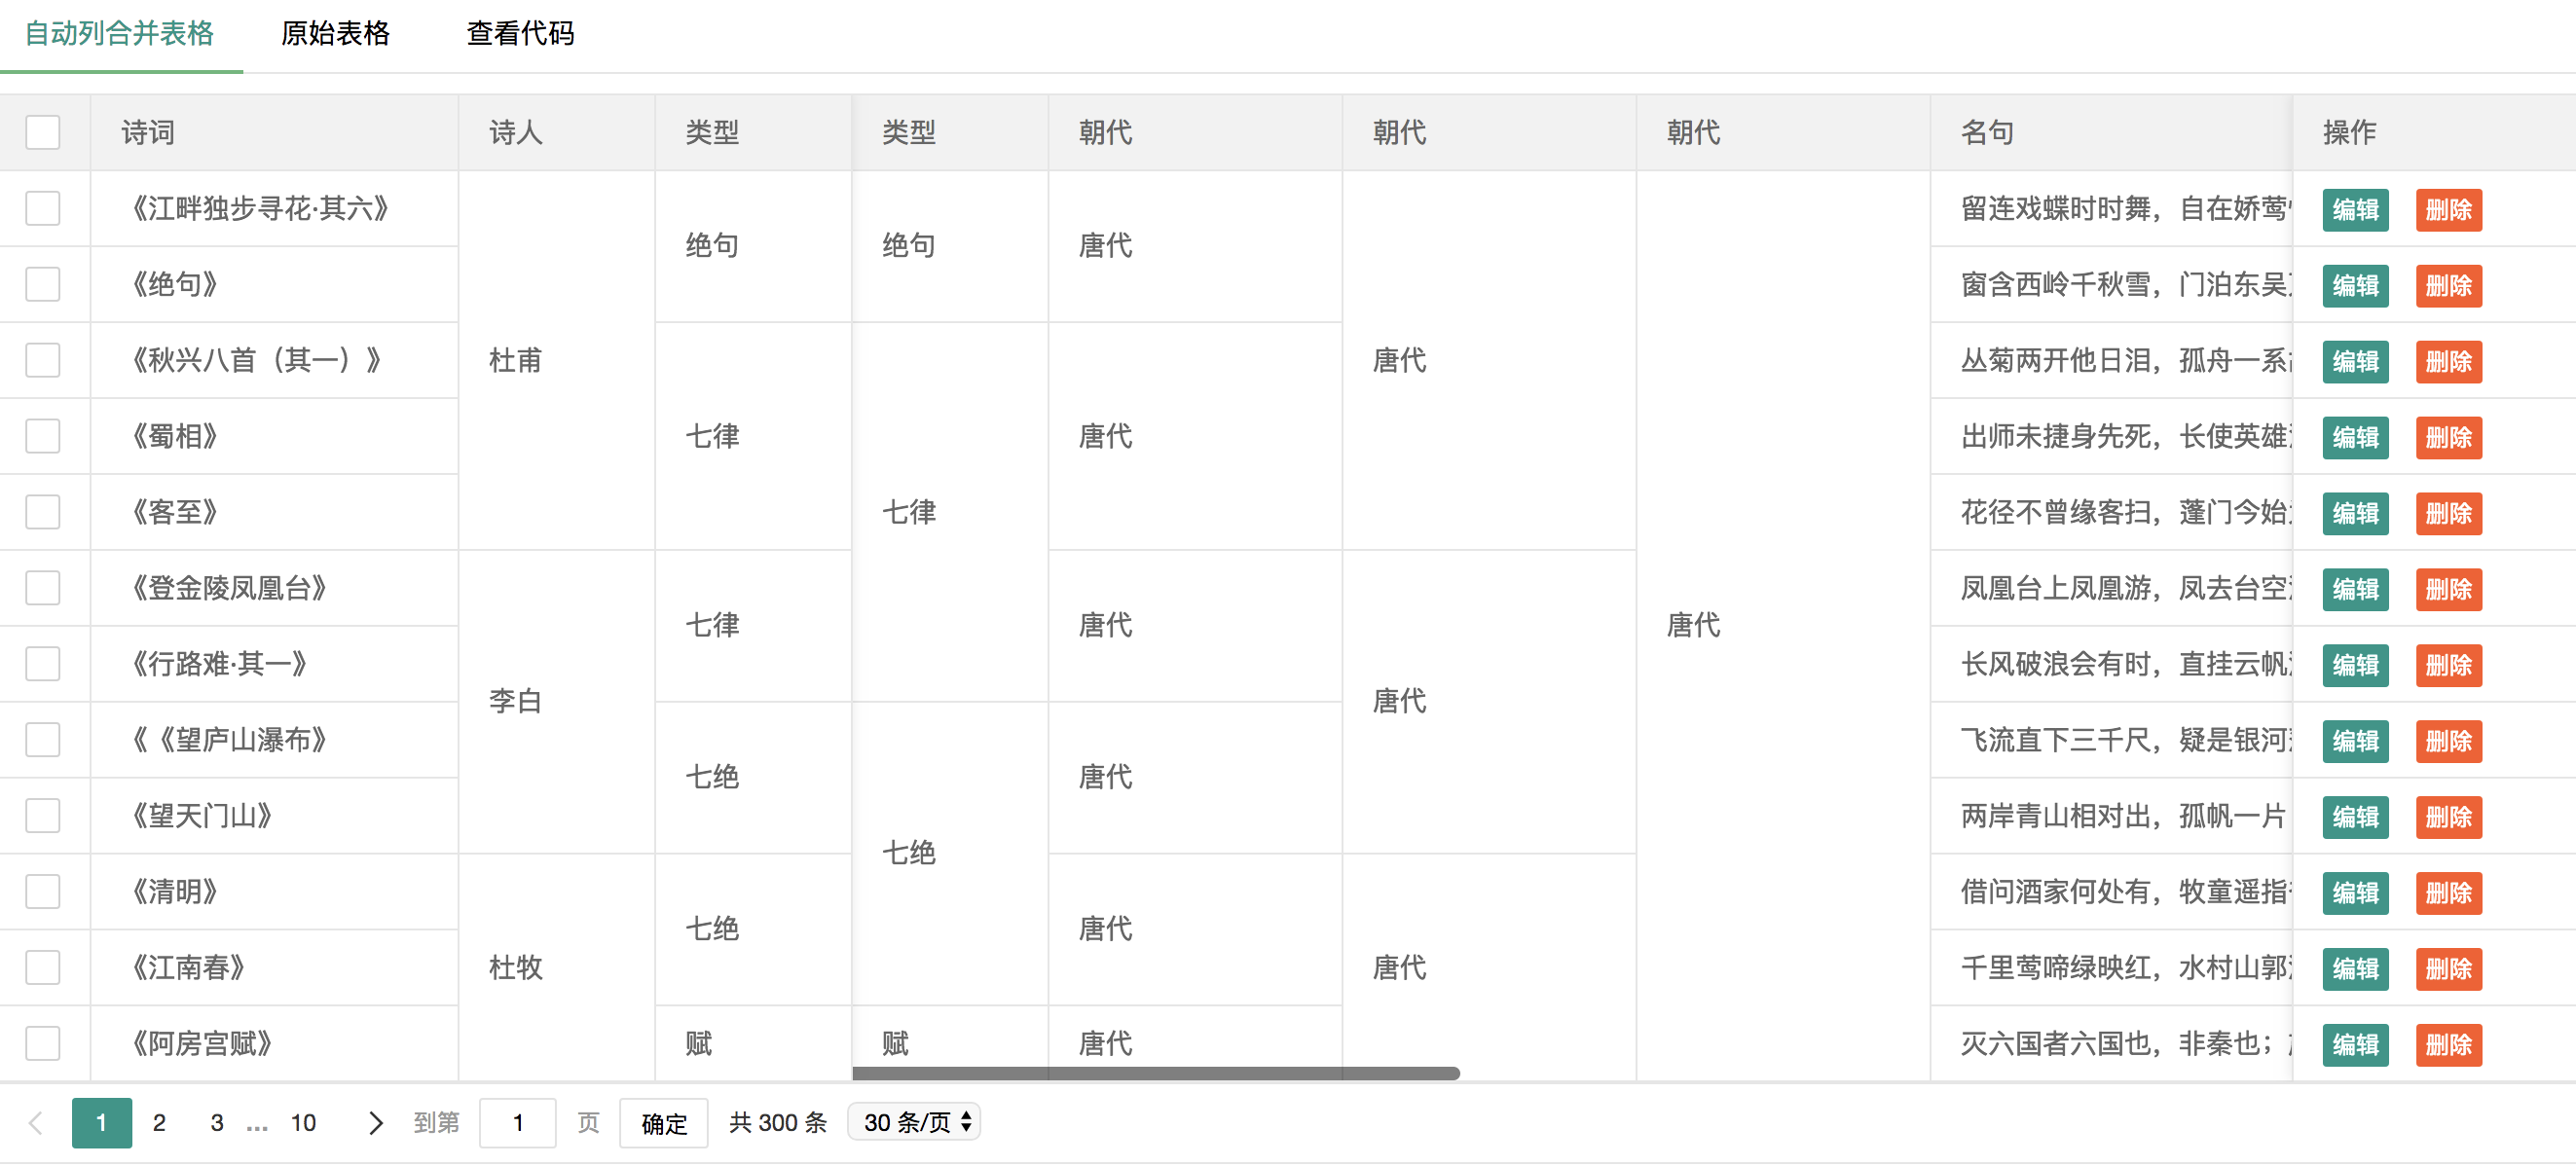 自动列合并表格 原始表格 查看代码
诗词 诗人 类型 类型 朝代 朝代 朝代 名句 操作
《江畔独步寻花·其六》 留连戏蝶时时舞，自在娇莺 编辑 删除
绝句 绝句 唐代
《绝句》 窗含西岭千秋雪，门泊东吴 编辑 删除
《秋兴八首（其一）》 杜甫 唐代 丛菊两开他日泪，孤舟一系 编辑 删除
《蜀相》 七律 唐代 出师未捷身先死，长使英雄 编辑 删除
《客至》 七律 花径不曾缘客扫，蓬门今始 编辑 删除
《登金陵凤凰台》 凤凰台上凤凰游，凤去台空 编辑 删除
七律 唐代 唐代
《行路难·其一》 长风破浪会有时，直挂云帆 编辑 删除
李白 唐代
《《望庐山瀑布》 飞流直下三千尺，疑是银河 编辑 删除
七绝 唐代
《望天门山》 两岸青山相对出，孤帆一片 编辑 删除
七绝
《清明》 借问酒家何处有，牧童遥指 编辑 删除
七绝 唐代
《江南春》 杜牧 唐代 千里莺啼绿映红，水村山郭 编辑 删除
《阿房宫赋》 赋 赋 唐代 灭六国者六国也，非秦也； 编辑 删除
1 2 3 … 10 到第 1 页 确定 共 300 条 30 条/页